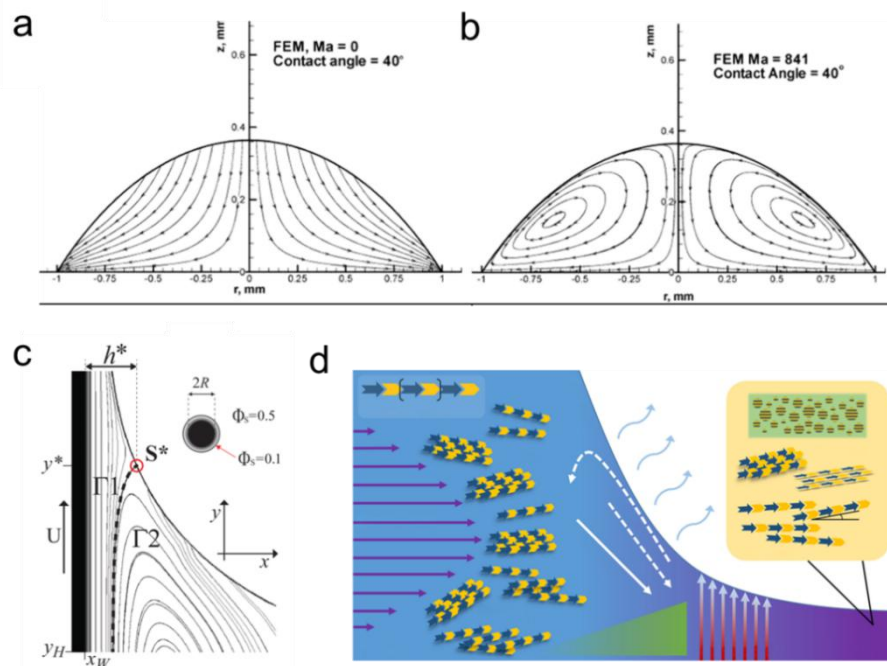 a
z, mm
0.6
0.4
0.2
0
FEM, Ma = 0
Contact angle = 40°
-1 -0.75 -0.5 -0.25 0 0.25 0.5 0.75 1
r, mm
b
z, mm
0.6
0.4
0.2
0
FEM Ma = 841
Contact Angle = 40°
-1 -0.75 -0.5 -0.25 0 0.25 0.5 0.75 1
r, mm
c
h*
2R
Φs=0.5
Φs=0.1
y*
S*
Γ1
Γ2
U
y
x
yH
xW
d